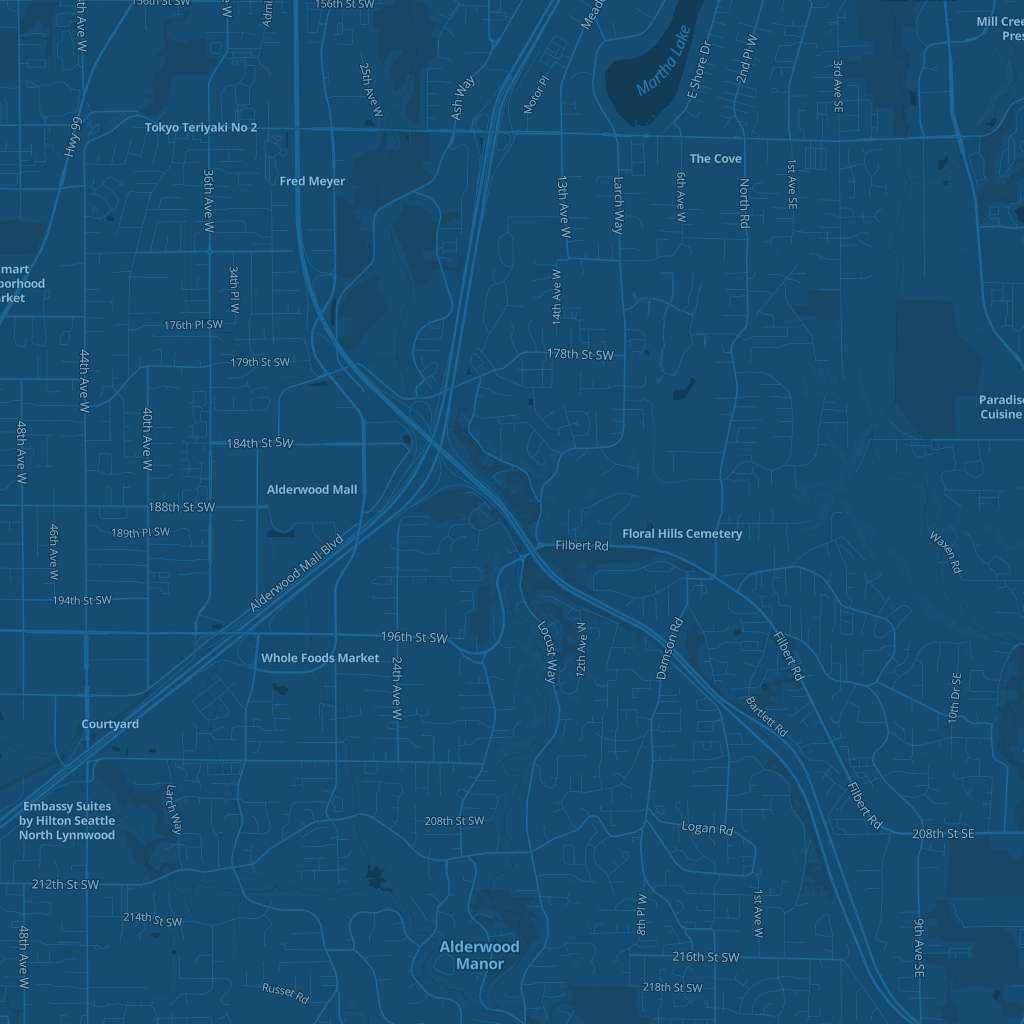 156th St SW
156th St SW
Martha Lake
Mill Cree
Pres
Hwy 99
25th Ave W
Ash Way
Motor Pl
E Shore Dr
2nd Pl W
3rd Ave SE
Tokyo Teriyaki No 2
The Cove
Fred Meyer
36th Ave W
13th Ave W
Larch Way
6th Ave W
North Rd
1st Ave SE
mart
borhood
rket
34th Pl W
14th Ave W
176th Pl SW
179th St SW
178th St SW
44th Ave W
Paradise
Cuisine
48th Ave W
40th Ave W
184th St SW
Alderwood Mall
188th St SW
189th Pl SW
46th Ave W
Alderwood Mall Blvd
Floral Hills Cemetery
Filbert Rd
Waxen Rd
194th St SW
196th St SW
Locust Way
12th Ave W
Damson Rd
Filbert Rd
Whole Foods Market
24th Ave W
10th Dr SE
Bartlett Rd
Courtyard
Embassy Suites
by Hilton Seattle
North Lynnwood
Larch Way
208th St SW
Logan Rd
Filbert Rd
208th St SE
212th St SW
214th St SW
8th Pl W
1st Ave W
9th Ave SE
48th Ave W
Alderwood
Manor
216th St SW
218th St SW
Russet Rd